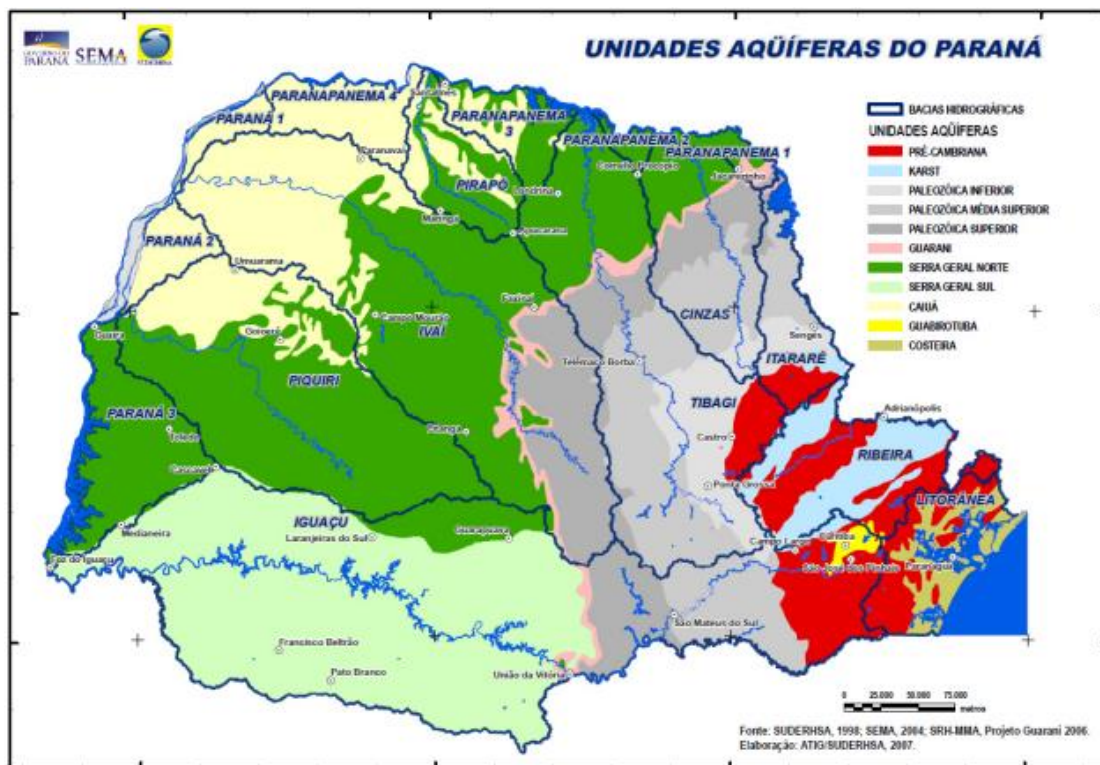 GOVERNO DO
PARANÁ
SEMA
UNIDADES AQÜÍFERAS DO PARANÁ
BACIAS HIDROGRÁFICAS
UNIDADES AQÜÍFERAS
PRÉ-CAMBRIANA
KARST
PALEOZÓICA INFERIOR
PALEOZÓICA MÉDIA SUPERIOR
PALEOZÓICA SUPERIOR
GUARANI
SERRA GERAL NORTE
SERRA GERAL SUL
CAIUÁ
GUABIROTUBA
COSTEIRA
PARANAPANEMA 4
PARANÁ 1
PARANAPANEMA 3
PARANAPANEMA 2
PARANAPANEMA 1
Paranavaí
Cornélio Procópio
Jacarezinho
PIRAPÓ
Londrina
Maringá
Apucarana
PARANÁ 2
Umuarama
Faxinal
Campo Mourão
IVAÍ
CINZAS
Guaíra
Goioerê
Sengés
Telêmaco Borba
ITARARÉ
PIQUIRI
TIBAGI
PARANÁ 3
Toledo
Pitanga
Castro
Adrianópolis
RIBEIRA
Cascavel
Ponta Grossa
LITORÂNEA
IGUAÇU
Medianeira
Laranjeiras do Sul
Guarapuava
Campo Largo
Curitiba
Foz do Iguaçu
São José dos Pinhais
Paranaguá
São Mateus do Sul
Francisco Beltrão
Pato Branco
União da Vitória
0 25.000 50.000 75.000
metros
Fonte: SUDERHSA, 1998; SEMA, 2004; SRH-MMA, Projeto Guarani 2006.
Elaboração: ATIG/SUDERHSA, 2007.